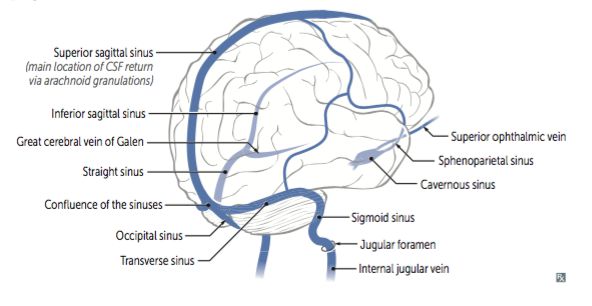 Superior sagittal sinus
(main location of CSF return
via arachnoid granulations)
Inferior sagittal sinus
Great cerebral vein of Galen
Straight sinus
Confluence of the sinuses
Occipital sinus
Transverse sinus
Superior ophthalmic vein
Sphenoparietal sinus
Cavernous sinus
Sigmoid sinus
Jugular foramen
Internal jugular vein